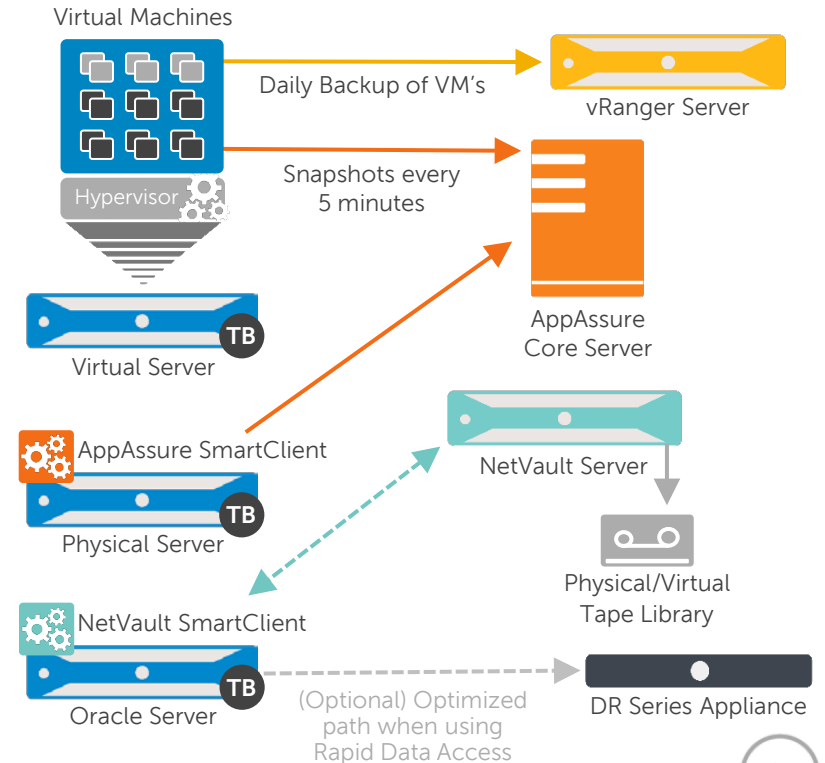 Virtual Machines
Daily Backup of VM's
vRanger Server
Snapshots every
5 minutes
Hypervisor
AppAssure
Core Server
TB
Virtual Server
AppAssure SmartClient
NetVault Server
TB
Physical Server
Physical/Virtual
Tape Library
NetVault SmartClient
TB
Oracle Server
(Optional) Optimized
path when using
Rapid Data Access
DR Series Appliance